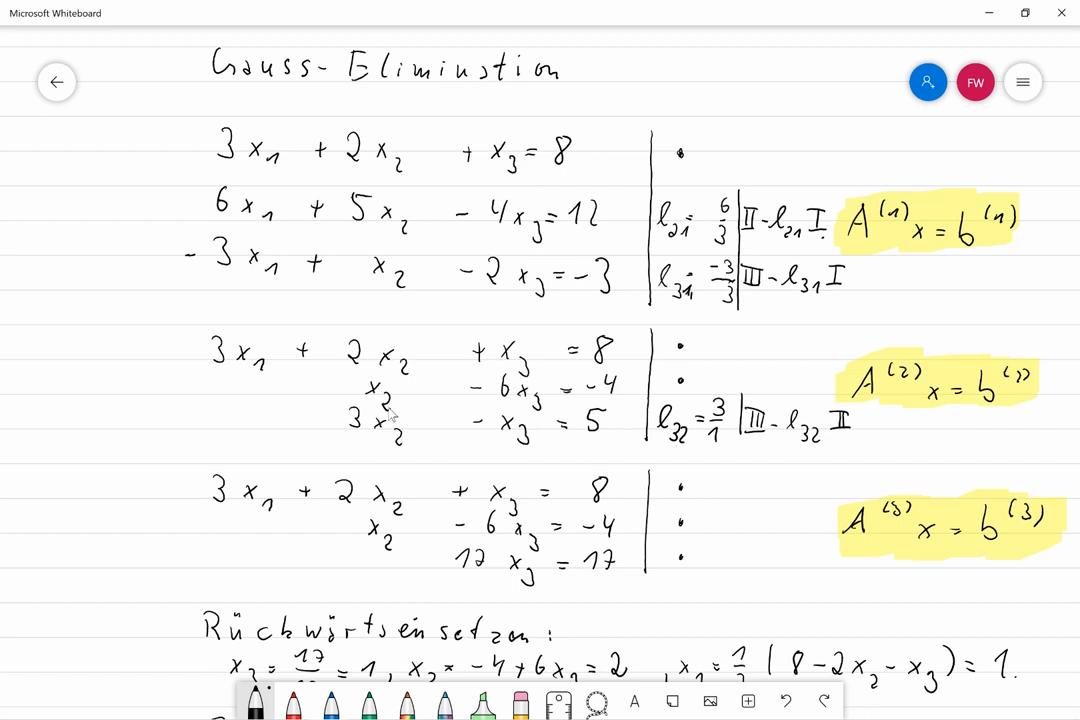 Microsoft Whiteboard
Gauss-Elimination
FW
3x₁ + 2x₂ + x₃ = 8 | •
6x₁ + 5x₂ - 4x₃ = 12 | l₂₁ = 6/3 | II - l₂₁ I A⁽¹⁾x = b⁽¹⁾
-3x₁ + x₂ - 2x₃ = -3 | l₃₁ = -3/3 | III - l₃₁ I
3x₁ + 2x₂ + x₃ = 8 | •
x₂ - 6x₃ = -4 | • A⁽²⁾x = b⁽²⁾
3x₂ - x₃ = 5 | l₃₂ = 3/1 | III - l₃₂ II
3x₁ + 2x₂ + x₃ = 8 | •
x₂ - 6x₃ = -4 | • A⁽³⁾x = b⁽³⁾
17x₃ = 17 | •
Rückwärtseinsetzen:
= 1, x₂ = -4 + 6x₃ = 2, (8 - 2x₂ - x₃) = 1.
A